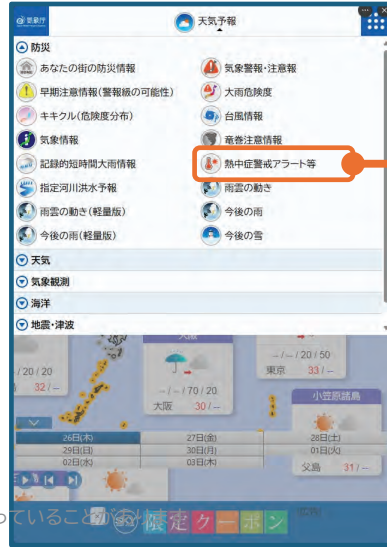 気象庁
天気予報
防災
あなたの街の防災情報
気象警報・注意報
早期注意情報(警報級の可能性)
大雨危険度
キキクル(危険度分布)
台風情報
気象情報
竜巻注意情報
記録的短時間大雨情報
熱中症警戒アラート等
指定河川洪水予報
雨雲の動き
雨雲の動き(軽量版)
今後の雨
今後の雨(軽量版)
今後の雪
天気
気象観測
海洋
地震・津波
大阪
--/--/20/50
東京 33/--
/20/20
32/--
--/--/70/20
大阪 30/--
小笠原諸島
26日(木) 27日(金) 28日(土)
29日(日) 30日(月) 01日(火)
02日(水) 03日(木)
父島 31/--
っていることが
限定クーポン